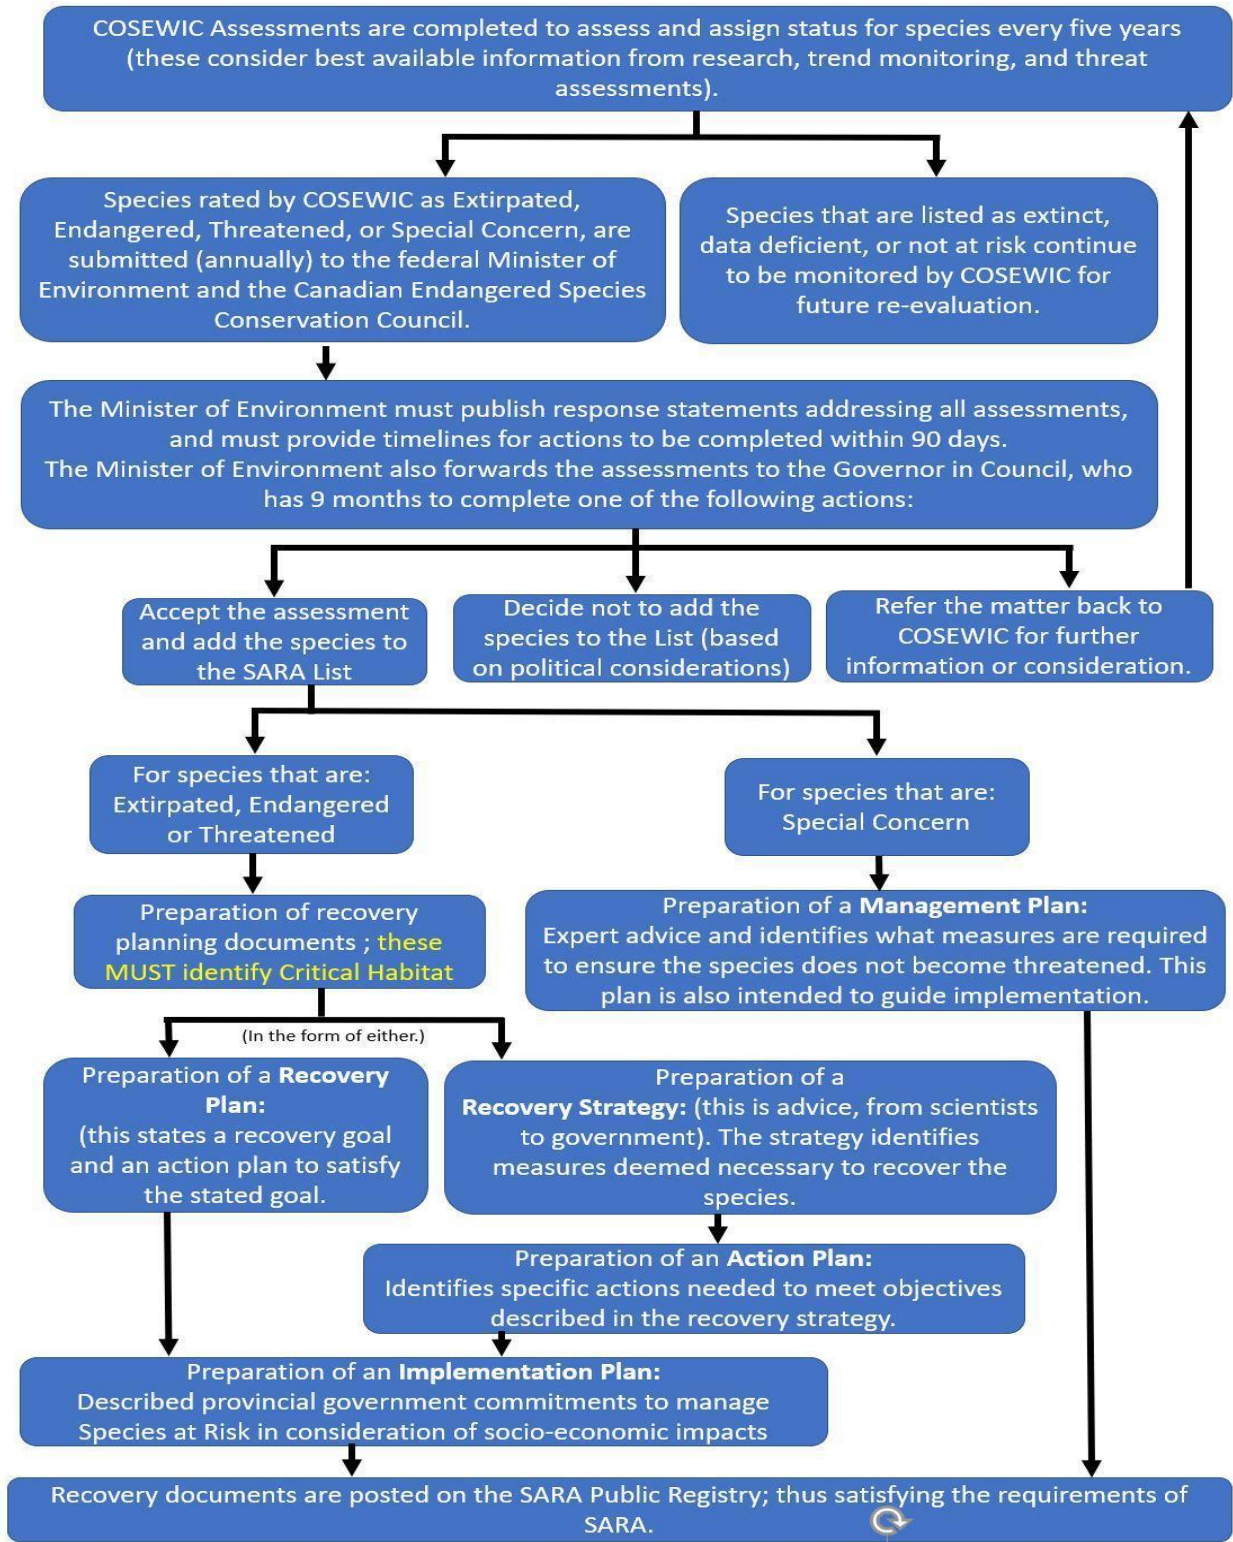 COSEWIC Assessments are completed to assess and assign status for species every five years
(these consider best available information from research, trend monitoring, and threat
assessments).
Species rated by COSEWIC as Extirpated,
Endangered, Threatened, or Special Concern, are
submitted (annually) to the federal Minister of
Environment and the Canadian Endangered Species
Conservation Council.
Species that are listed as extinct,
data deficient, or not at risk continue
to be monitored by COSEWIC for
future re-evaluation.
The Minister of Environment must publish response statements addressing all assessments,
and must provide timelines for actions to be completed within 90 days.
The Minister of Environment also forwards the assessments to the Governor in Council, who
has 9 months to complete one of the following actions:
Accept the assessment
and add the species to
the SARA List
Decide not to add the
species to the List (based
on political considerations)
Refer the matter back to
COSEWIC for further
information or consideration.
For species that are:
Extirpated, Endangered
or Threatened
For species that are:
Special Concern
Preparation of recovery
planning documents ; these
MUST identify Critical Habitat
Preparation of a Management Plan:
Expert advice and identifies what measures are required
to ensure the species does not become threatened. This
plan is also intended to guide implementation.
(In the form of either.)
Preparation of a Recovery
Plan:
(this states a recovery goal
and an action plan to satisfy
the stated goal.
Preparation of a
Recovery Strategy: (this is advice, from scientists
to government). The strategy identifies
measures deemed necessary to recover the
species.
Preparation of an Action Plan:
Identifies specific actions needed to meet objectives
described in the recovery strategy.
Preparation of an Implementation Plan:
Described provincial government commitments to manage
Species at Risk in consideration of socio-economic impacts
Recovery documents are posted on the SARA Public Registry; thus satisfying the requirements of
SARA.